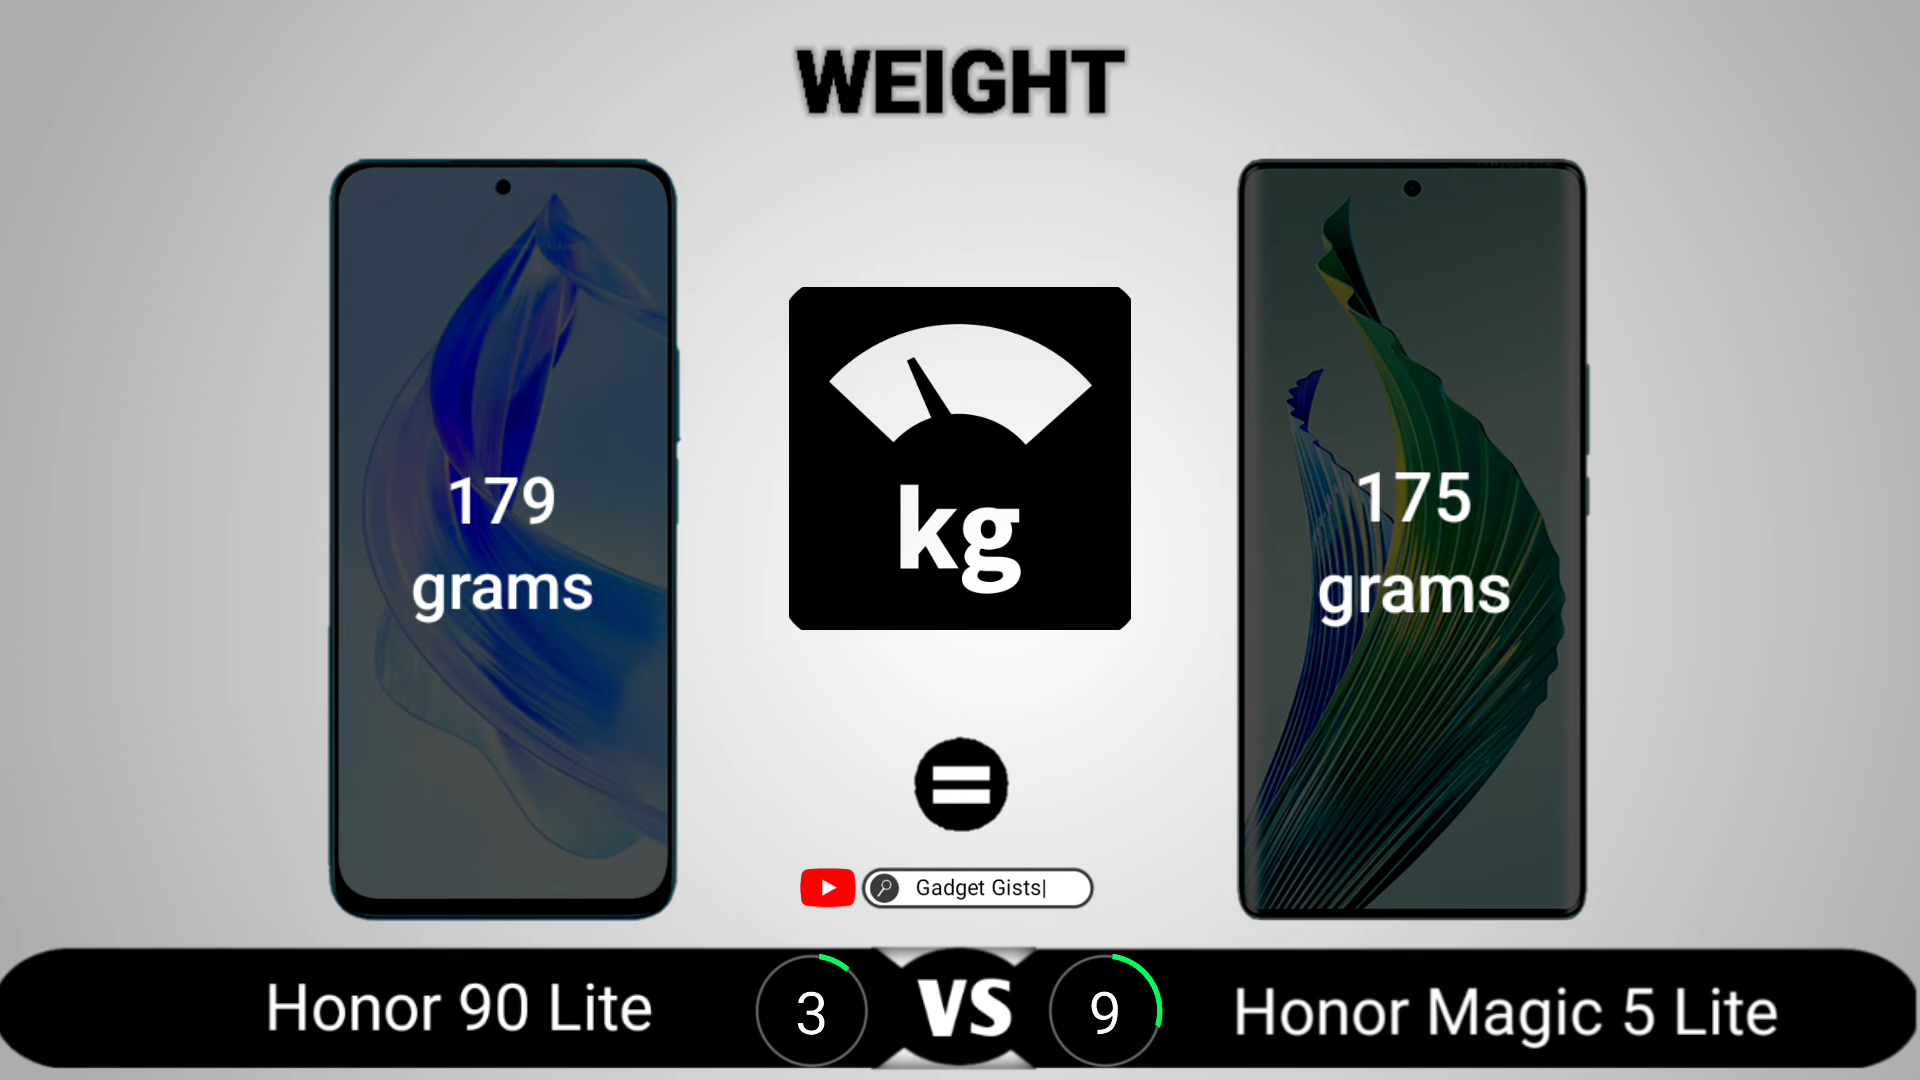 WEIGHT
179
grams
kg
175
grams
Gadget Gists|
Honor 90 Lite
3
VS
9
Honor Magic 5 Lite